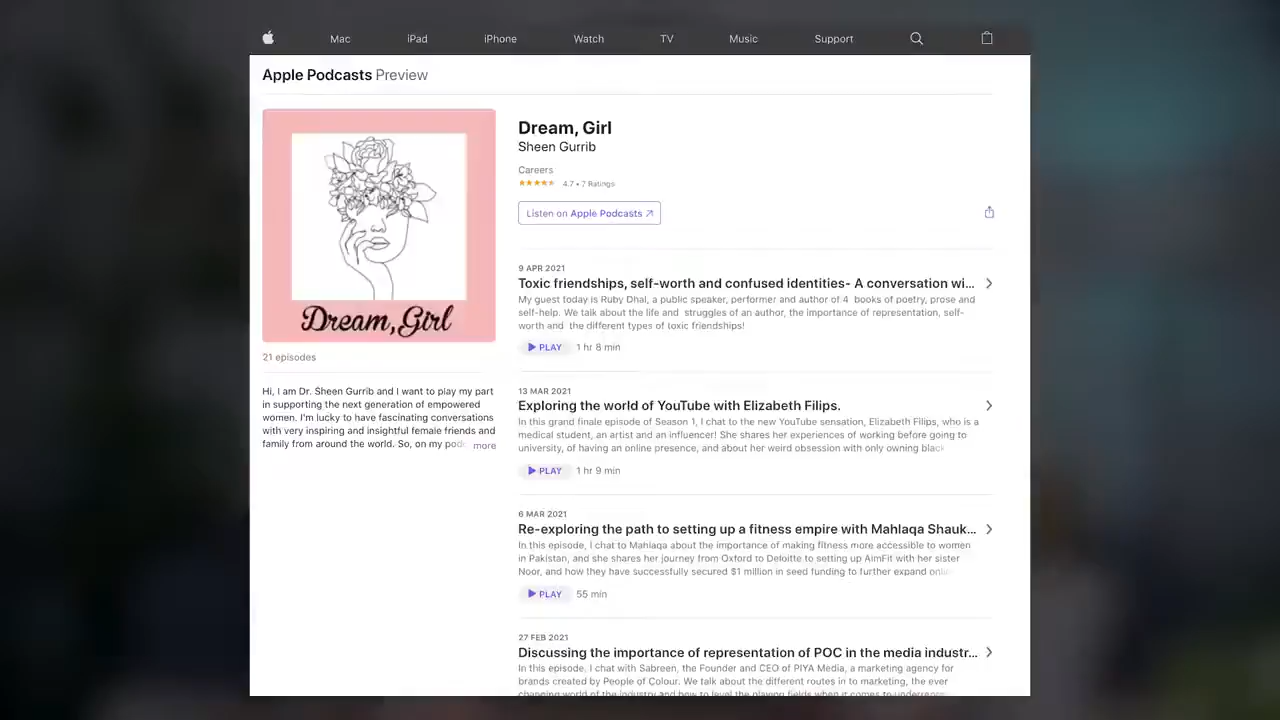 Mac iPad iPhone Watch TV Music Support
Apple Podcasts Preview
Dream,Girl
21 episodes
Hi, I am Dr. Sheen Gurrib and I want to play my part
in supporting the next generation of empowered
women. I'm lucky to have fascinating conversations
with very inspiring and insightful female friends and
family from around the world. So, on my pod more
Dream, Girl
Sheen Gurrib
Careers
★★★★★ 4.7 • 7 Ratings
Listen on Apple Podcasts ↗
9 APR 2021
Toxic friendships, self-worth and confused identities- A conversation wi...
My guest today is Ruby Dhal, a public speaker, performer and author of 4 books of poetry, prose and
self-help. We talk about the life and struggles of an author, the importance of representation, self-
worth and the different types of toxic friendships!
PLAY 1 hr 8 min
13 MAR 2021
Exploring the world of YouTube with Elizabeth Filips.
In this grand finale episode of Season 1, I chat to the new YouTube sensation, Elizabeth Filips, who is a
medical student, an artist and an influencer! She shares her experiences of working before going to
university, of having an online presence, and about her weird obsession with only owning black
PLAY 1 hr 9 min
6 MAR 2021
Re-exploring the path to setting up a fitness empire with Mahlaqa Shauk...
In this episode, I chat to Mahlaqa about the importance of making fitness more accessible to women
in Pakistan, and she shares her journey from Oxford to Deloitte to setting up AimFit with her sister
Noor, and how they have successfully secured $1 million in seed funding to further expand
PLAY 55 min
27 FEB 2021
Discussing the importance of representation of POC in the media industr...
In this episode, I chat with Sabreen, the Founder and CEO of PIYA Media, a marketing agency for
brands created by People of Colour. We talk about the different routes in to marketing, the ever
changing world of the industry and how to level the playing fields when it comes to